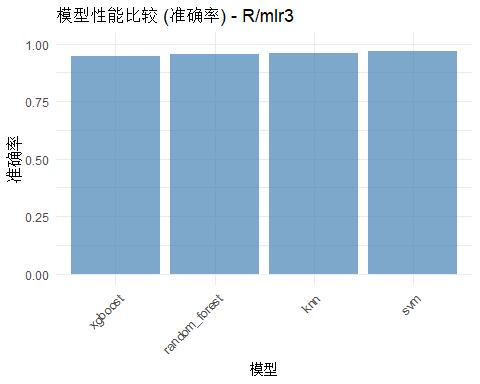 模型性能比较 (准确率) - R/mlr3
准确率
1.00
0.75
0.50
0.25
0.00
xgboost
random_forest
knn
svm
模型